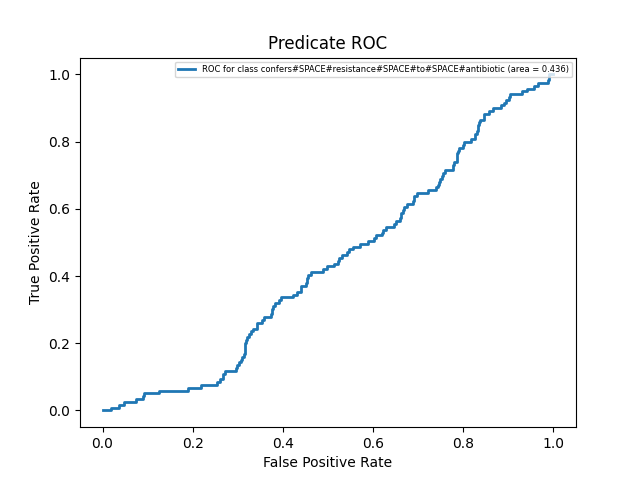 Predicate ROC
ROC for class confers#SPACE#resistance#SPACE#to#SPACE#antibiotic (area = 0.436)
1.0
0.8
0.6
0.4
0.2
0.0
True Positive Rate
0.0 0.2 0.4 0.6 0.8 1.0
False Positive Rate